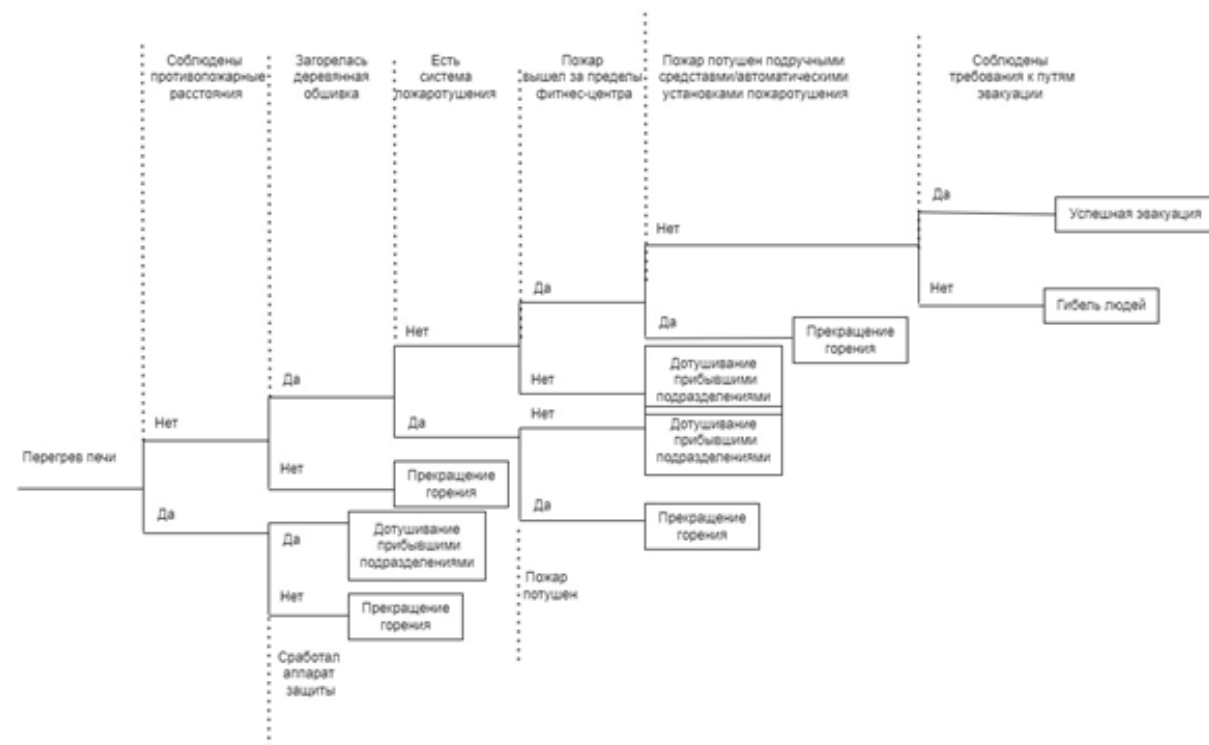 Соблюдены
противопожарные
расстояния
Загорелась
деревянная
обшивка
Есть
система
пожаротушения
Пожар
вышел за пределы
фитнес-центра
Пожар потушен подручными
средствами/автоматическими
установками пожаротушения
Соблюдены
требования к путям
эвакуации
Да
Успешная эвакуация
Нет
Нет
Гибель людей
Да
Да
Прекращение
горения
Нет
Нет
Дотушивание
прибывшими
подразделениями
Да
Да
Нет
Дотушивание
прибывшими
подразделениями
Нет
Перегрев печи
Нет
Прекращение
горения
Да
Да
Прекращение
горения
Да
Дотушивание
прибывшими
подразделениями
Нет
Прекращение
горения
Пожар
потушен
Сработал
аппарат
защиты